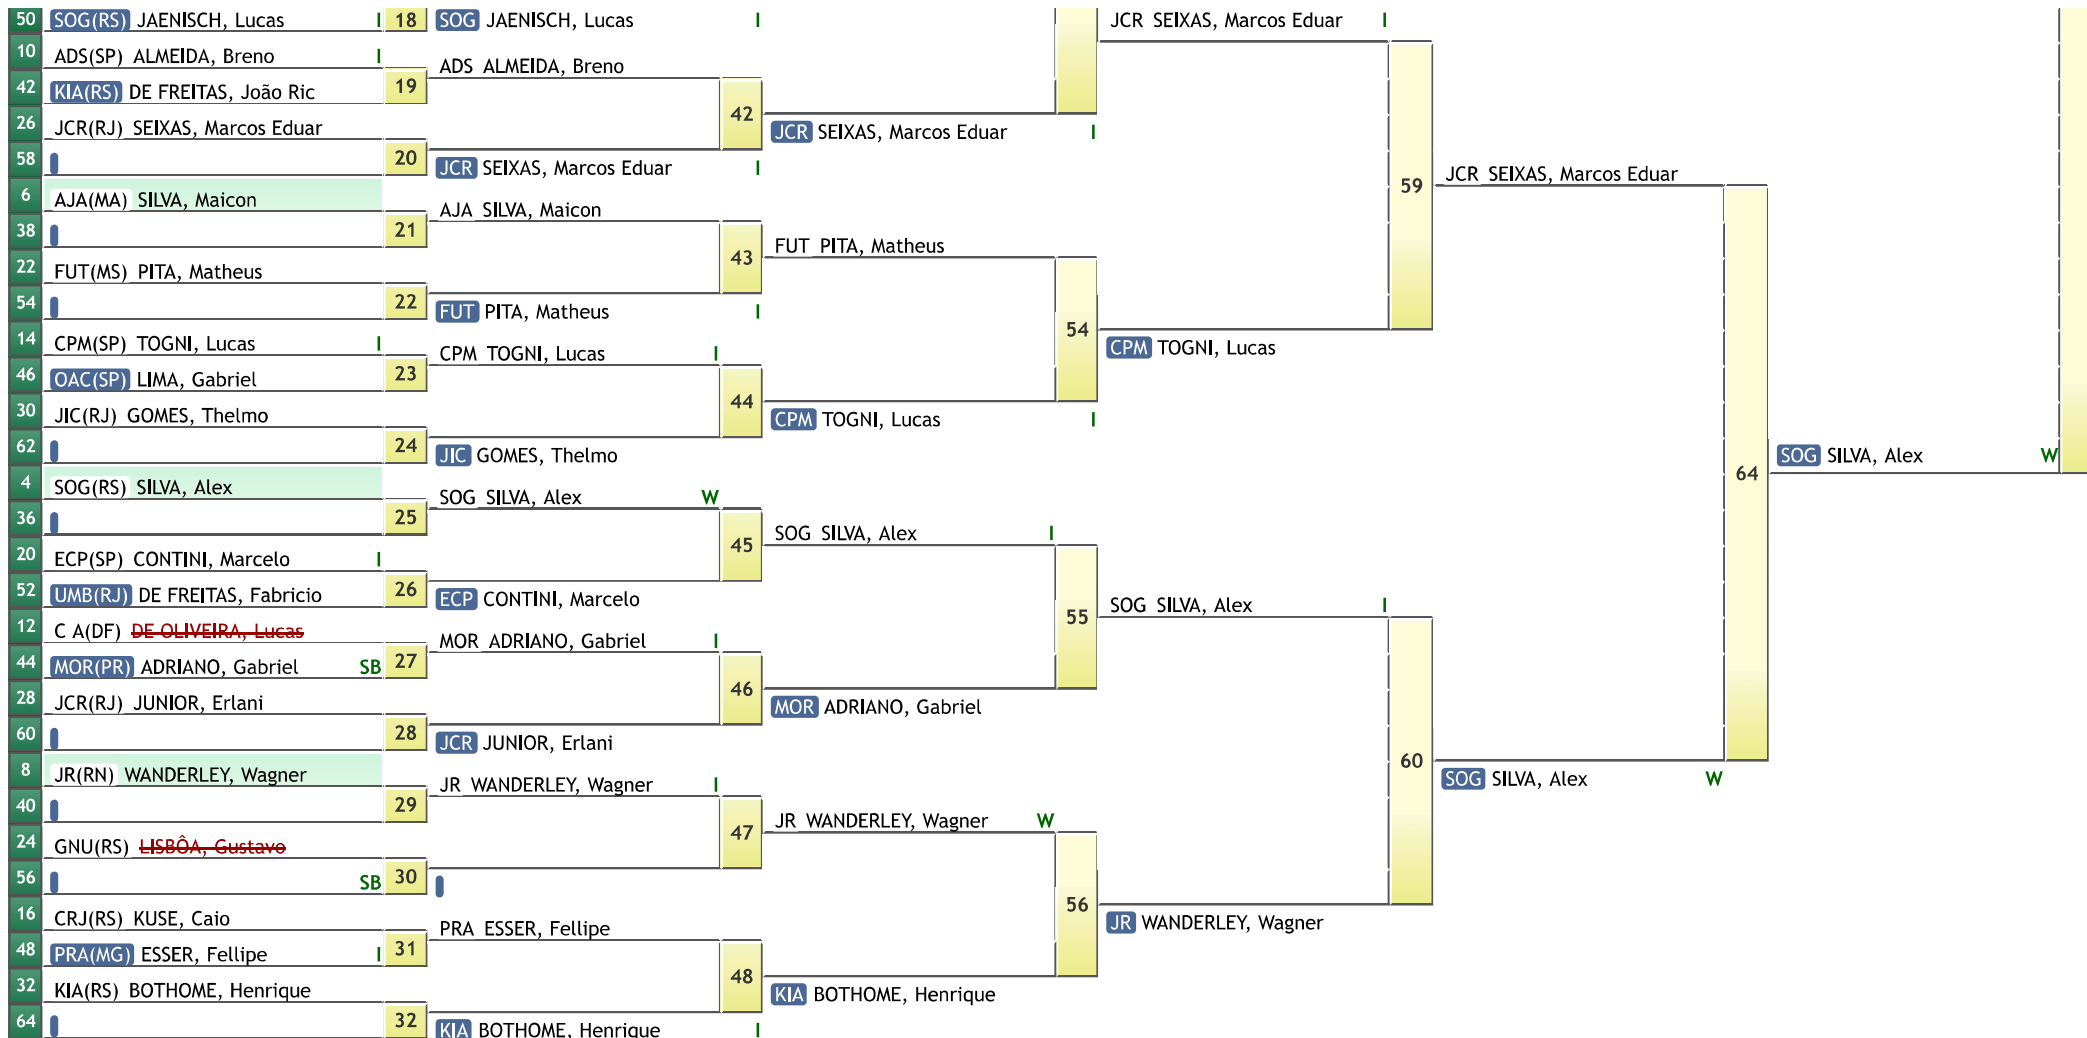 50 SOG(RS) JAENISCH, Lucas I 18 SOG JAENISCH, Lucas I JCR SEIXAS, Marcos Eduar I
10 ADS(SP) ALMEIDA, Breno I ADS ALMEIDA, Breno
42 KIA(RS) DE FREITAS, João Ric 19
42 JCR SEIXAS, Marcos Eduar I
26 JCR(RJ) SEIXAS, Marcos Eduar
58 20 JCR SEIXAS, Marcos Eduar I
59 JCR SEIXAS, Marcos Eduar
6 AJA(MA) SILVA, Maicon AJA SILVA, Maicon
38 21
43 FUT PITA, Matheus
22 FUT(MS) PITA, Matheus
54 22 FUT PITA, Matheus I
54 CPM TOGNI, Lucas
14 CPM(SP) TOGNI, Lucas I CPM TOGNI, Lucas I
46 OAC(SP) LIMA, Gabriel 23
44 CPM TOGNI, Lucas I
30 JIC(RJ) GOMES, Thelmo
62 24 JIC GOMES, Thelmo
64 SOG SILVA, Alex W
4 SOG(RS) SILVA, Alex SOG SILVA, Alex W
36 25
45 SOG SILVA, Alex I
20 ECP(SP) CONTINI, Marcelo I
52 UMB(RJ) DE FREITAS, Fabricio 26 ECP CONTINI, Marcelo
55 SOG SILVA, Alex I
12 C A(DF) DE OLIVEIRA, Lucas MOR ADRIANO, Gabriel I
44 MOR(PR) ADRIANO, Gabriel SB 27
46 MOR ADRIANO, Gabriel
28 JCR(RJ) JUNIOR, Erlani
60 28 JCR JUNIOR, Erlani
60 SOG SILVA, Alex W
8 JR(RN) WANDERLEY, Wagner JR WANDERLEY, Wagner I
40 29
47 JR WANDERLEY, Wagner W
24 GNU(RS) LISBÔA, Gustavo
56 SB 30
56 JR WANDERLEY, Wagner
16 CRJ(RS) KUSE, Caio PRA ESSER, Fellipe
48 PRA(MG) ESSER, Fellipe I 31
48 KIA BOTHOME, Henrique
32 KIA(RS) BOTHOME, Henrique
64 32 KIA BOTHOME, Henrique I